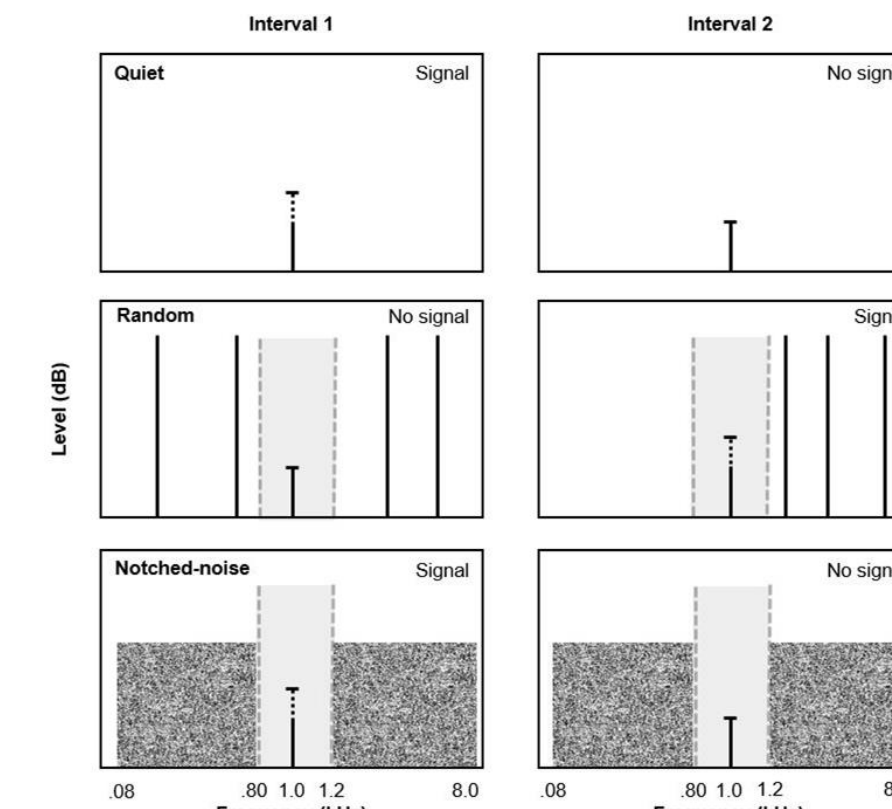 Interval 1
Interval 2
Quiet
Signal
No sign
Random
No signal
Sign
Level (dB)
Notched-noise
Signal
No sign
.08 .80 1.0 1.2 8.0
.08 .80 1.0 1.2 8